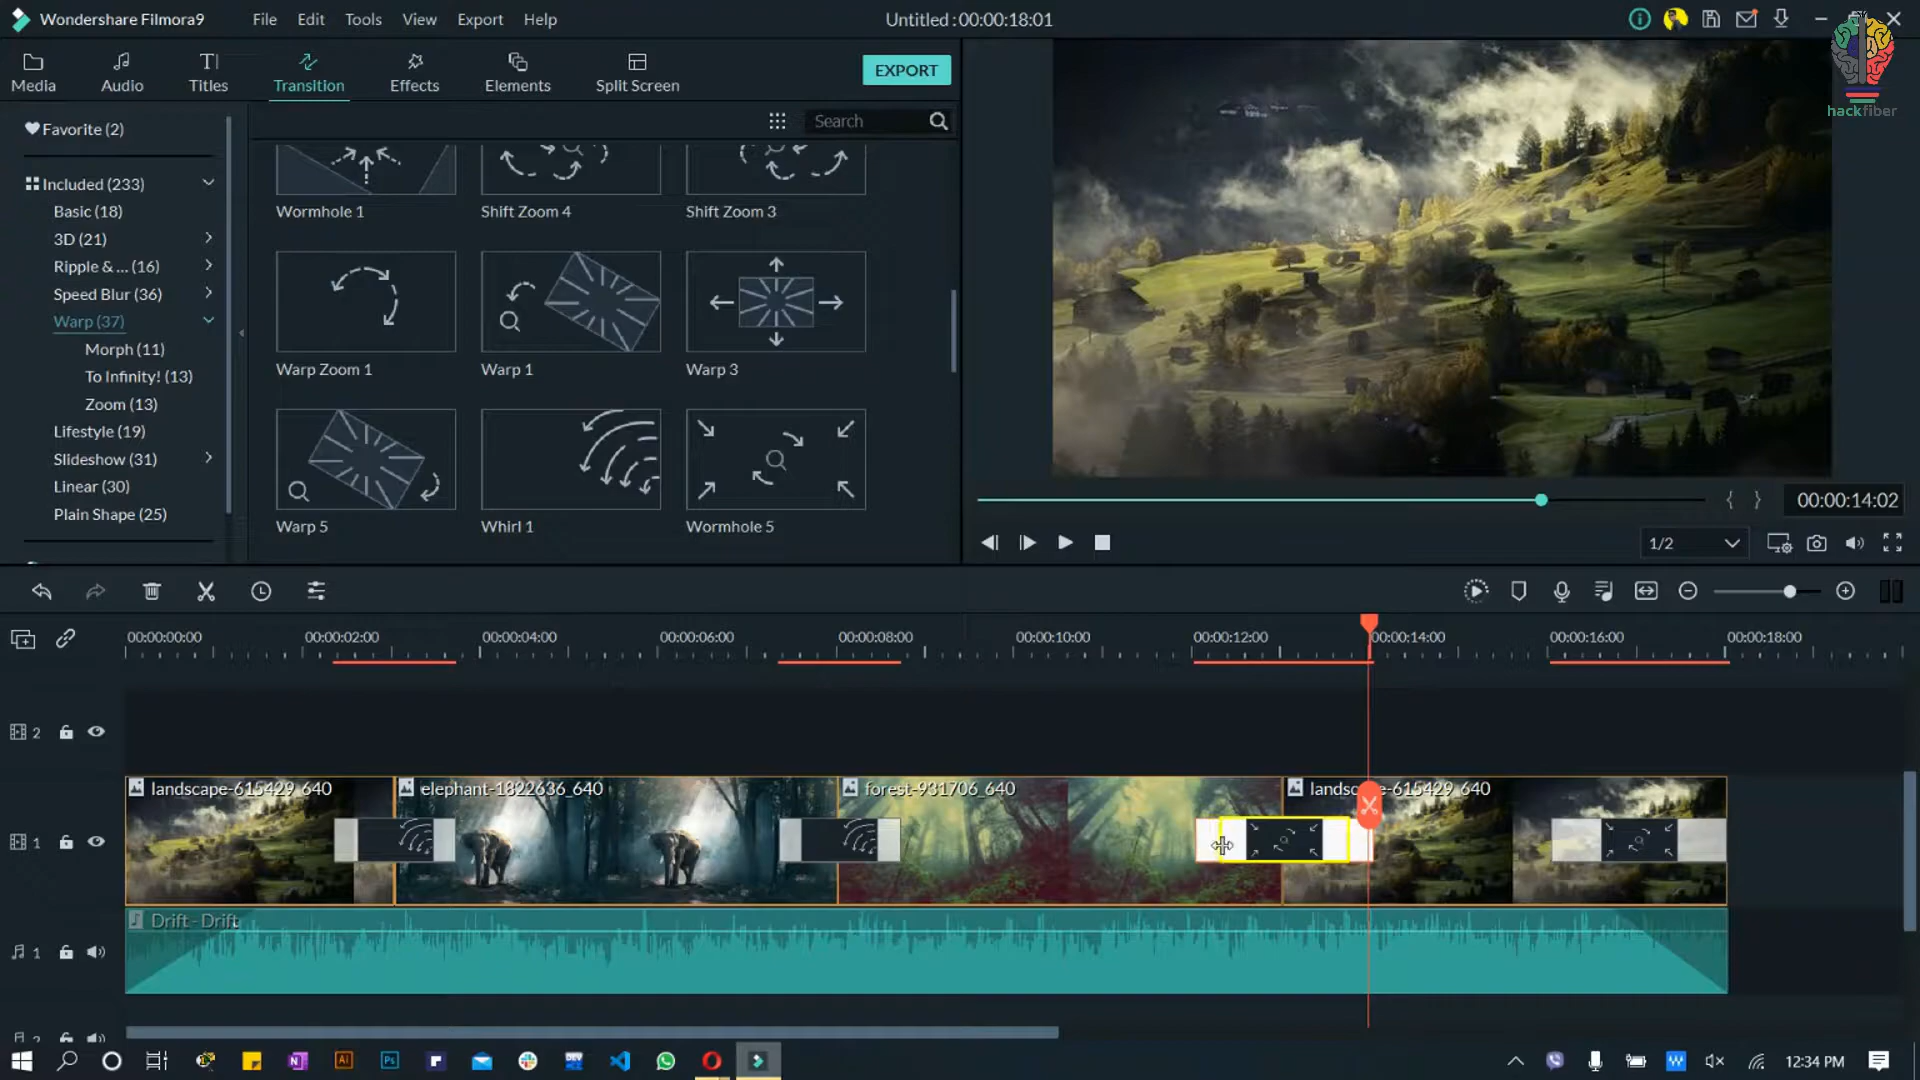 Wondershare Filmora9
File Edit Tools View Export Help
Untitled : 00:00:18:01
hackfiber
Media Audio Titles Transition Effects Elements Split Screen
EXPORT
Favorite (2)
Search
Included (233)
Basic (18)
3D (21)
Ripple & ... (16)
Speed Blur (36)
Warp (37)
Morph (11)
To Infinity! (13)
Zoom (13)
Lifestyle (19)
Slideshow (31)
Linear (30)
Plain Shape (25)
Wormhole 1 Shift Zoom 4 Shift Zoom 3
Warp Zoom 1 Warp 1 Warp 3
Warp 5 Whirl 1 Wormhole 5
{ } 00:00:14:02
1/2
00:00:00:00 00:00:02:00 00:00:04:00 00:00:06:00 00:00:08:00 00:00:10:00 00:00:12:00 00:00:14:00 00:00:16:00 00:00:18:00
2
landscape-615429_640 elephant-1822636_640 forest-931706_640 landscape-615429_640
1
Drift - Drift
1
12:34 PM